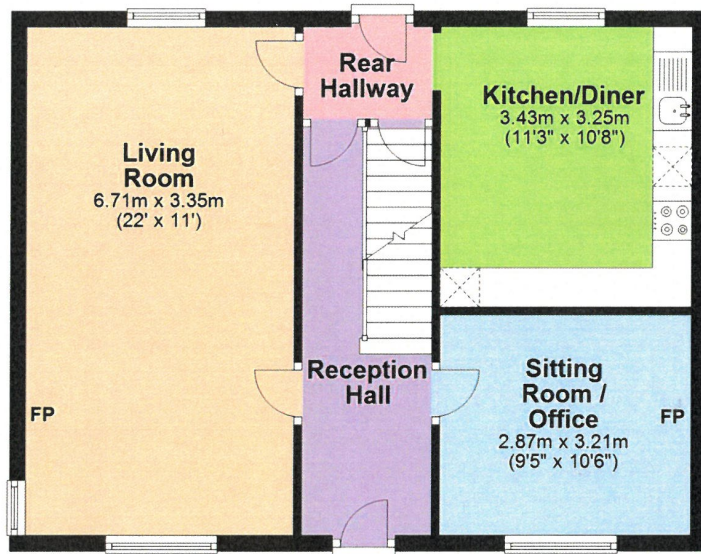 Rear
Hallway
Kitchen/Diner
3.43m x 3.25m
(11'3" x 10'8")
Living
Room
6.71m x 3.35m
(22' x 11')
Reception
Hall
Sitting
Room /
Office
2.87m x 3.21m
(9'5" x 10'6")
FP
FP